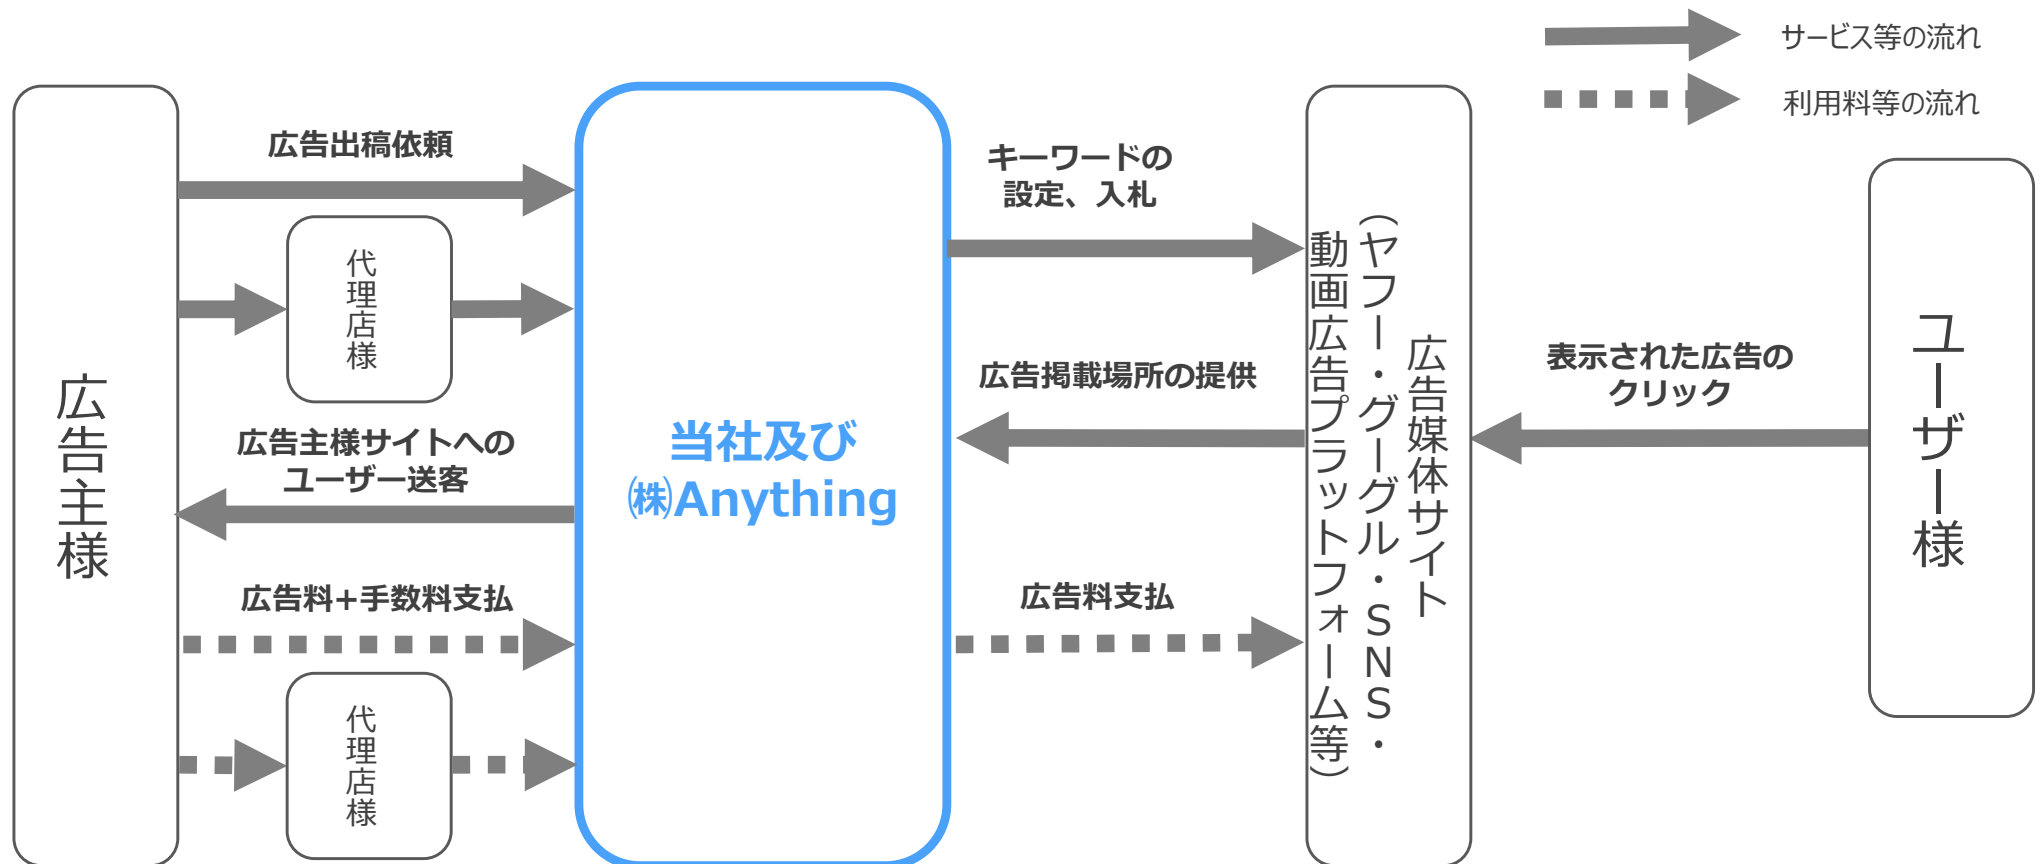 サービス等の流れ
利用料等の流れ
広告主様
広告出稿依頼
代理店様
広告主様サイトへの
ユーザー送客
広告料+手数料支払
代理店様
当社及び
㈱Anything
キーワードの
設定、入札
広告掲載場所の提供
広告料支払
広告媒体サイト
（ヤフー・グーグル・ＳＮＳ・
動画広告プラットフォーム等）
表示された広告の
クリック
ユーザー様